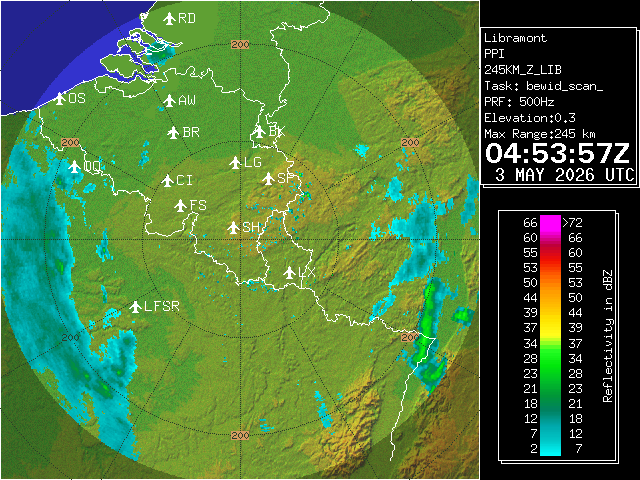 RD
200
OS
AW
BR
BK
200
200
QQ
LG
CI
SP
FS
SH
LX
LFSR
200
200
200
Libramont
PPI
245KM_Z_LIB
Task: bewid_scan_
PRF: 500Hz
Elevation:0.3
Max Range:245 km
04:53:57Z
3 MAY 2026 UTC
66 >72
60 66
55 60
53 55
50 53
44 50
39 44
37 39
34 37
28 34
23 28
21 23
18 21
12 18
7 12
2 7
Reflectivity in dBZ